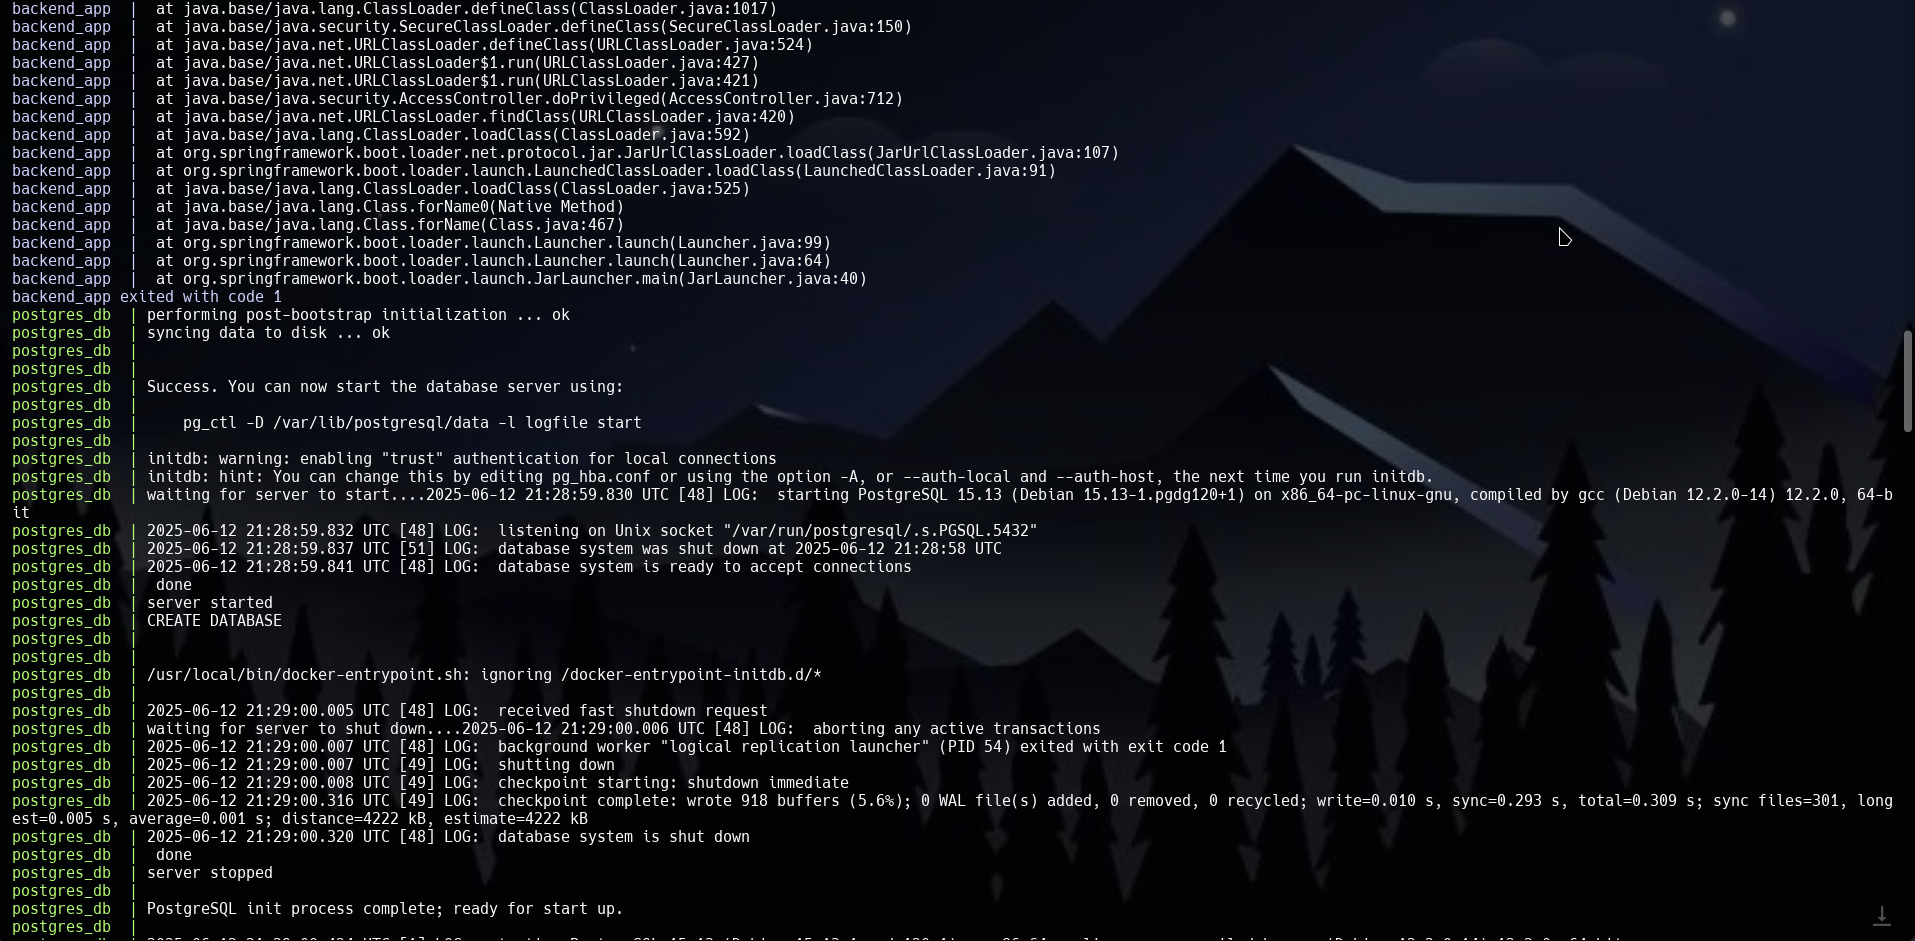 backend_app  |  at java.base/java.lang.ClassLoader.defineClass(ClassLoader.java:1017)
backend_app  |  at java.base/java.security.SecureClassLoader.defineClass(SecureClassLoader.java:150)
backend_app  |  at java.base/java.net.URLClassLoader.defineClass(URLClassLoader.java:524)
backend_app  |  at java.base/java.net.URLClassLoader$1.run(URLClassLoader.java:427)
backend_app  |  at java.base/java.net.URLClassLoader$1.run(URLClassLoader.java:421)
backend_app  |  at java.base/java.security.AccessController.doPrivileged(AccessController.java:712)
backend_app  |  at java.base/java.net.URLClassLoader.findClass(URLClassLoader.java:420)
backend_app  |  at java.base/java.lang.ClassLoader.loadClass(ClassLoader.java:592)
backend_app  |  at org.springframework.boot.loader.net.protocol.jar.JarUrlClassLoader.loadClass(JarUrlClassLoader.java:107)
backend_app  |  at org.springframework.boot.loader.launch.LaunchedClassLoader.loadClass(LaunchedClassLoader.java:91)
backend_app  |  at java.base/java.lang.ClassLoader.loadClass(ClassLoader.java:525)
backend_app  |  at java.base/java.lang.Class.forName0(Native Method)
backend_app  |  at java.base/java.lang.Class.forName(Class.java:467)
backend_app  |  at org.springframework.boot.loader.launch.Launcher.launch(Launcher.java:99)
backend_app  |  at org.springframework.boot.loader.launch.Launcher.launch(Launcher.java:64)
backend_app  |  at org.springframework.boot.loader.launch.JarLauncher.main(JarLauncher.java:40)
backend_app exited with code 1
postgres_db  | performing post-bootstrap initialization ... ok
postgres_db  | syncing data to disk ... ok
postgres_db  |
postgres_db  |
postgres_db  | Success. You can now start the database server using:
postgres_db  |
postgres_db  |     pg_ctl -D /var/lib/postgresql/data -l logfile start
postgres_db  |
postgres_db  | initdb: warning: enabling "trust" authentication for local connections
postgres_db  | initdb: hint: You can change this by editing pg_hba.conf or using the option -A, or --auth-local and --auth-host, the next time you run initdb.
postgres_db  | waiting for server to start....2025-06-12 21:28:59.830 UTC [48] LOG:  starting PostgreSQL 15.13 (Debian 15.13-1.pgdg120+1) on x86_64-pc-linux-gnu, compiled by gcc (Debian 12.2.0-14) 12.2.0, 64-b
it
postgres_db  | 2025-06-12 21:28:59.832 UTC [48] LOG:  listening on Unix socket "/var/run/postgresql/.s.PGSQL.5432"
postgres_db  | 2025-06-12 21:28:59.837 UTC [51] LOG:  database system was shut down at 2025-06-12 21:28:58 UTC
postgres_db  | 2025-06-12 21:28:59.841 UTC [48] LOG:  database system is ready to accept connections
postgres_db  |  done
postgres_db  | server started
postgres_db  | CREATE DATABASE
postgres_db  |
postgres_db  |
postgres_db  | /usr/local/bin/docker-entrypoint.sh: ignoring /docker-entrypoint-initdb.d/*
postgres_db  |
postgres_db  | 2025-06-12 21:29:00.005 UTC [48] LOG:  received fast shutdown request
postgres_db  | waiting for server to shut down....2025-06-12 21:29:00.006 UTC [48] LOG:  aborting any active transactions
postgres_db  | 2025-06-12 21:29:00.007 UTC [48] LOG:  background worker "logical replication launcher" (PID 54) exited with exit code 1
postgres_db  | 2025-06-12 21:29:00.007 UTC [49] LOG:  shutting down
postgres_db  | 2025-06-12 21:29:00.008 UTC [49] LOG:  checkpoint starting: shutdown immediate
postgres_db  | 2025-06-12 21:29:00.316 UTC [49] LOG:  checkpoint complete: wrote 918 buffers (5.6%); 0 WAL file(s) added, 0 removed, 0 recycled; write=0.010 s, sync=0.293 s, total=0.309 s; sync files=301, long
est=0.005 s, average=0.001 s; distance=4222 kB, estimate=4222 kB
postgres_db  | 2025-06-12 21:29:00.320 UTC [48] LOG:  database system is shut down
postgres_db  |  done
postgres_db  | server stopped
postgres_db  |
postgres_db  | PostgreSQL init process complete; ready for start up.
postgres_db  |